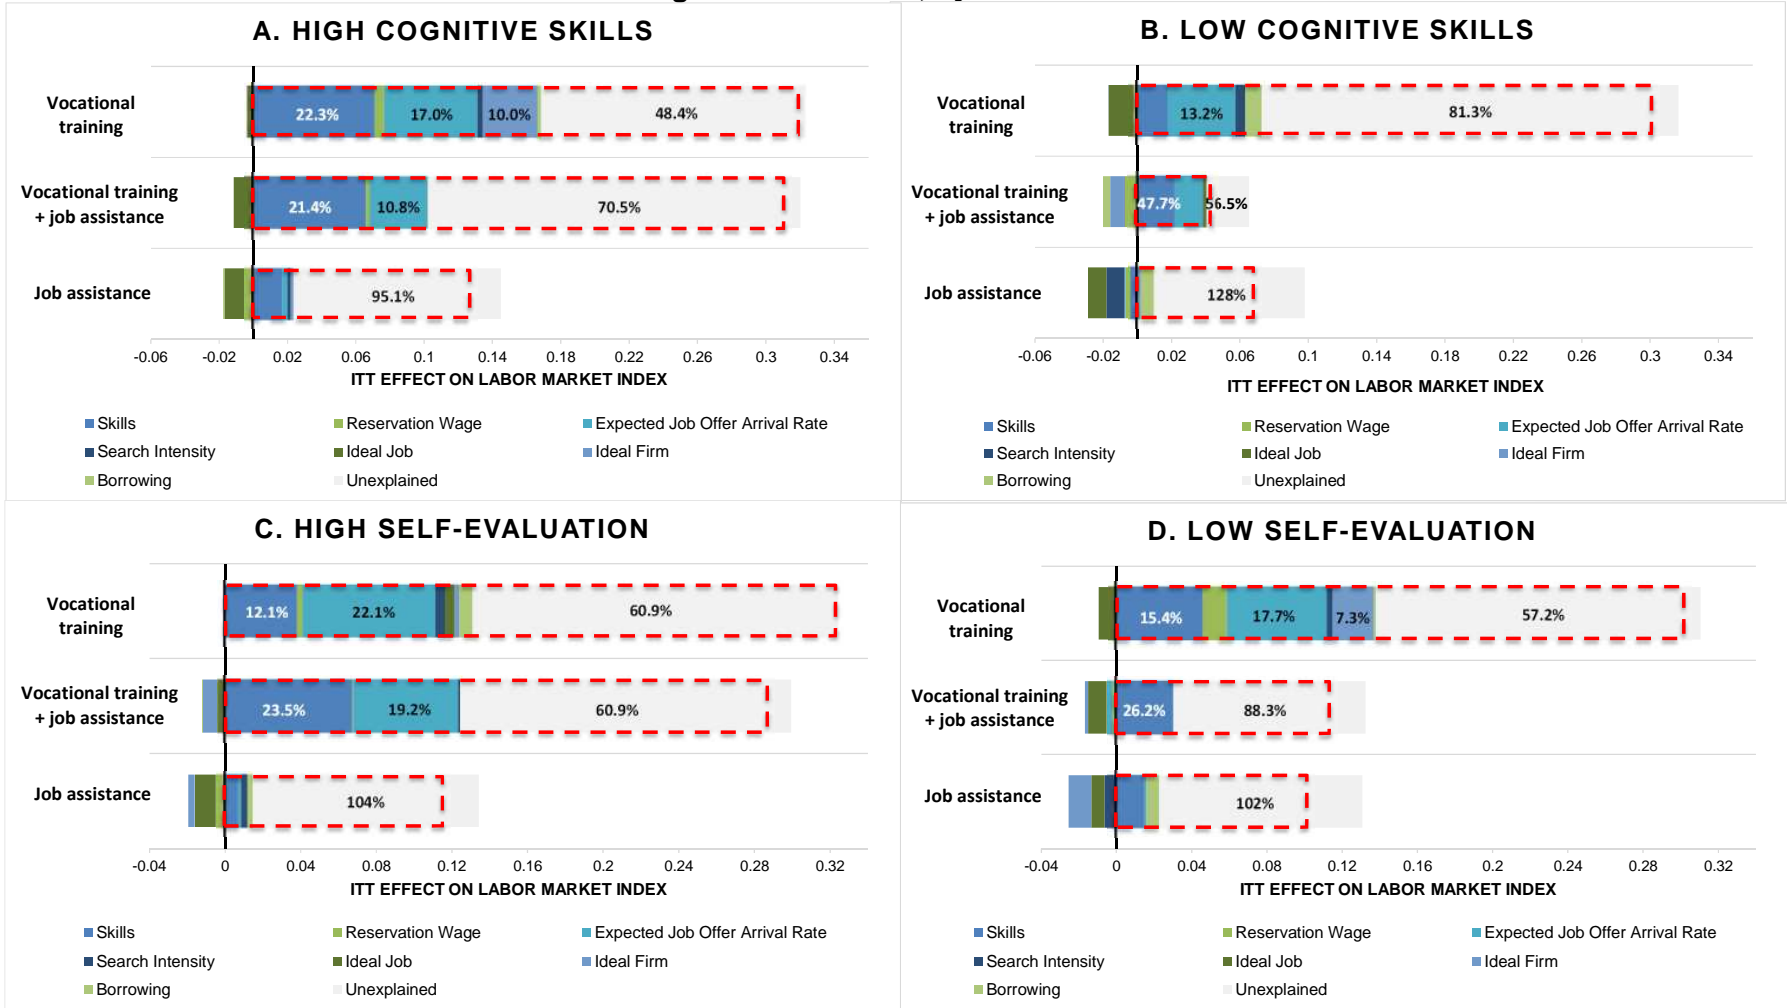 A. HIGH COGNITIVE SKILLS
Vocational
training
22.3%
17.0%
10.0%
48.4%
Vocational training
+ job assistance
21.4%
10.8%
70.5%
Job assistance
95.1%
-0.06
-0.02
0.02
0.06
0.1
0.14
0.18
0.22
0.26
0.3
0.34
ITT EFFECT ON LABOR MARKET INDEX
Skills
Reservation Wage
Expected Job Offer Arrival Rate
Search Intensity
Ideal Job
Ideal Firm
Borrowing
Unexplained
B. LOW COGNITIVE SKILLS
Vocational
training
13.2%
81.3%
Vocational training
+ job assistance
47.7%
56.5%
Job assistance
128%
-0.06
-0.02
0.02
0.06
0.1
0.14
0.18
0.22
0.26
0.3
0.34
ITT EFFECT ON LABOR MARKET INDEX
Skills
Reservation Wage
Expected Job Offer Arrival Rate
Search Intensity
Ideal Job
Ideal Firm
Borrowing
Unexplained
C. HIGH SELF-EVALUATION
Vocational
training
12.1%
22.1%
60.9%
Vocational training
+ job assistance
23.5%
19.2%
60.9%
Job assistance
104%
-0.04
0
0.04
0.08
0.12
0.16
0.2
0.24
0.28
0.32
ITT EFFECT ON LABOR MARKET INDEX
Skills
Reservation Wage
Expected Job Offer Arrival Rate
Search Intensity
Ideal Job
Ideal Firm
Borrowing
Unexplained
D. LOW SELF-EVALUATION
Vocational
training
15.4%
17.7%
7.3%
57.2%
Vocational training
+ job assistance
26.2%
88.3%
Job assistance
102%
-0.04
0
0.04
0.08
0.12
0.16
0.2
0.24
0.28
0.32
ITT EFFECT ON LABOR MARKET INDEX
Skills
Reservation Wage
Expected Job Offer Arrival Rate
Search Intensity
Ideal Job
Ideal Firm
Borrowing
Unexplained